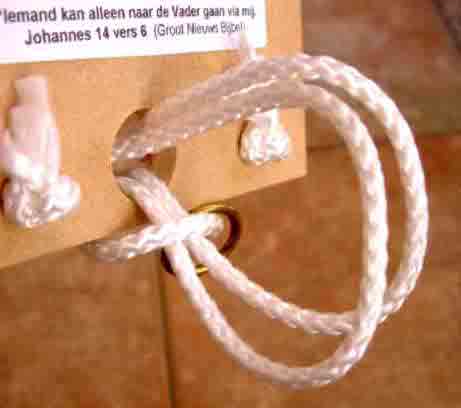 Niemand kan alleen naar de Vader gaan via mij.
Johannes 14 vers 6 (Groot Nieuws Bijbel)